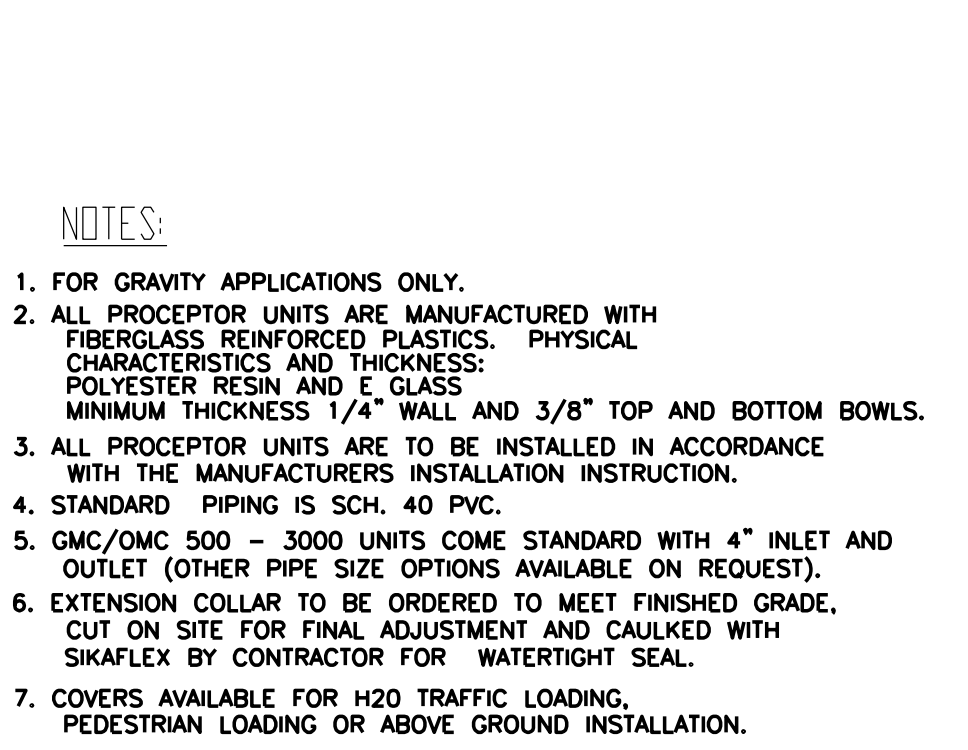 NOTES:
1. FOR GRAVITY APPLICATIONS ONLY.
2. ALL PROCEPTOR UNITS ARE MANUFACTURED WITH
FIBERGLASS REINFORCED PLASTICS. PHYSICAL
CHARACTERISTICS AND THICKNESS:
POLYESTER RESIN AND E GLASS
MINIMUM THICKNESS 1/4" WALL AND 3/8" TOP AND BOTTOM BOWLS.
3. ALL PROCEPTOR UNITS ARE TO BE INSTALLED IN ACCORDANCE
WITH THE MANUFACTURERS INSTALLATION INSTRUCTION.
4. STANDARD PIPING IS SCH. 40 PVC.
5. GMC/OMC 500 – 3000 UNITS COME STANDARD WITH 4" INLET AND
OUTLET (OTHER PIPE SIZE OPTIONS AVAILABLE ON REQUEST).
6. EXTENSION COLLAR TO BE ORDERED TO MEET FINISHED GRADE,
CUT ON SITE FOR FINAL ADJUSTMENT AND CAULKED WITH
SIKAFLEX BY CONTRACTOR FOR WATERTIGHT SEAL.
7. COVERS AVAILABLE FOR H20 TRAFFIC LOADING,
PEDESTRIAN LOADING OR ABOVE GROUND INSTALLATION.